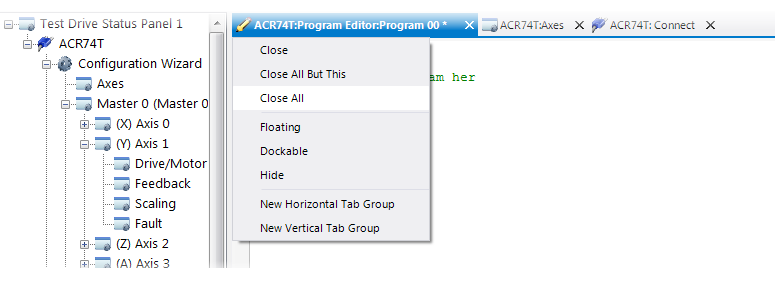 Test Drive Status Panel 1
ACR74T
Configuration Wizard
Axes
Master 0 (Master 0
(X) Axis 0
(Y) Axis 1
Drive/Motor
Feedback
Scaling
Fault
(Z) Axis 2
(A) Axis 3
ACR74T:Program Editor:Program 00 *
ACR74T:Axes
ACR74T: Connect
Close
Close All But This
Close All
Floating
Dockable
Hide
New Horizontal Tab Group
New Vertical Tab Group
am her